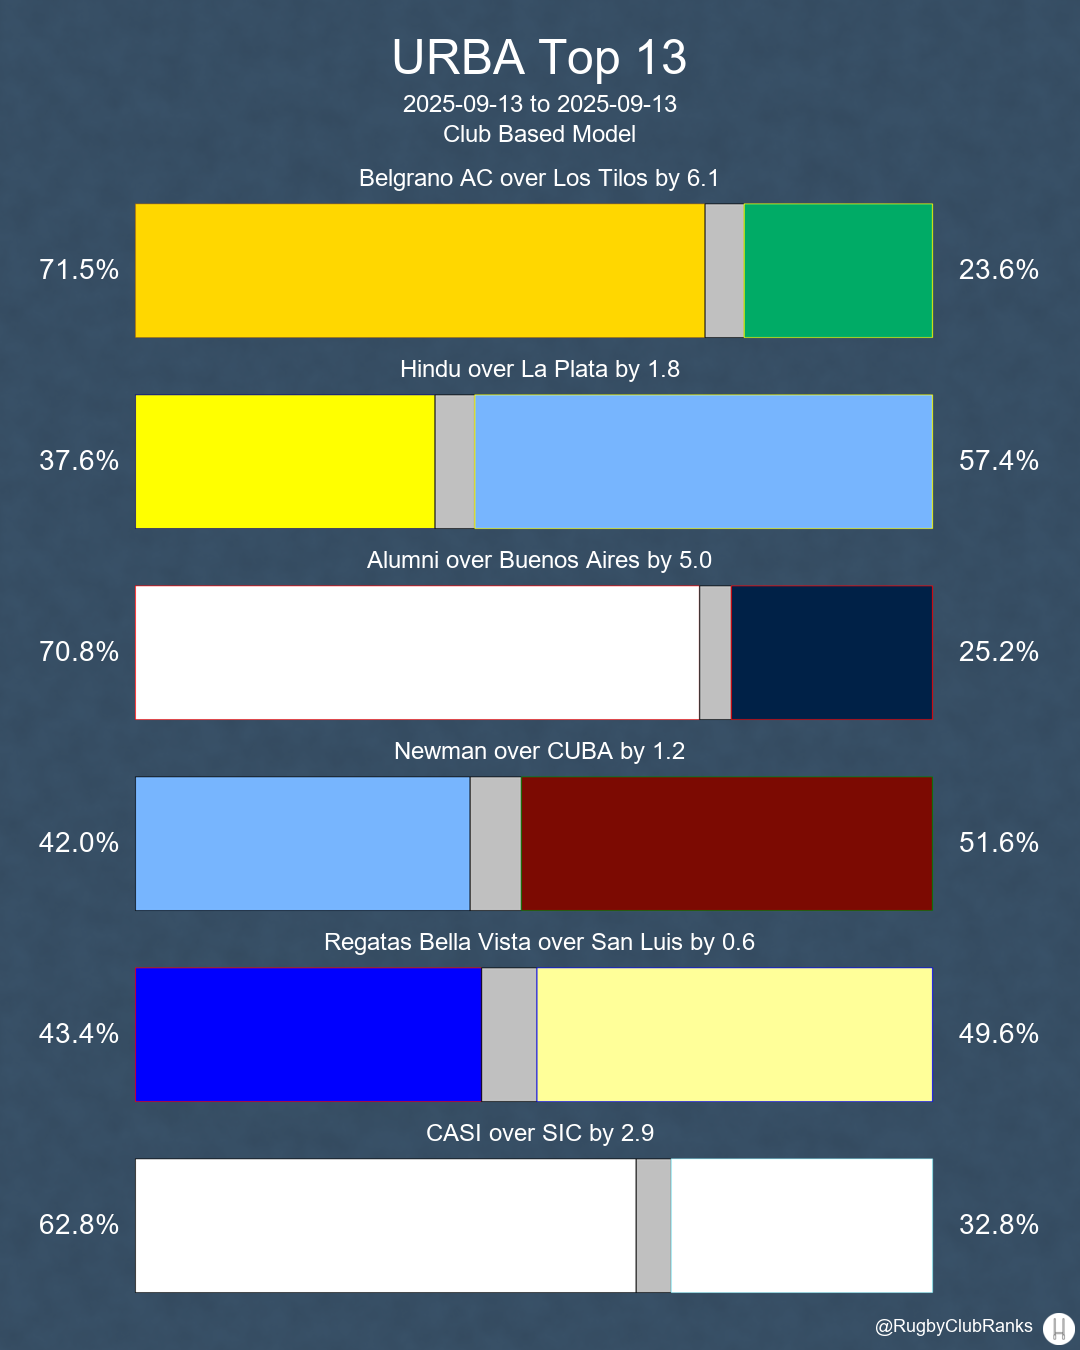 URBA Top 13
2025-09-13 to 2025-09-13
Club Based Model
Belgrano AC over Los Tilos by 6.1
71.5%
23.6%
Hindu over La Plata by 1.8
37.6%
57.4%
Alumni over Buenos Aires by 5.0
70.8%
25.2%
Newman over CUBA by 1.2
42.0%
51.6%
Regatas Bella Vista over San Luis by 0.6
43.4%
49.6%
CASI over SIC by 2.9
62.8%
32.8%
@RugbyClubRanks